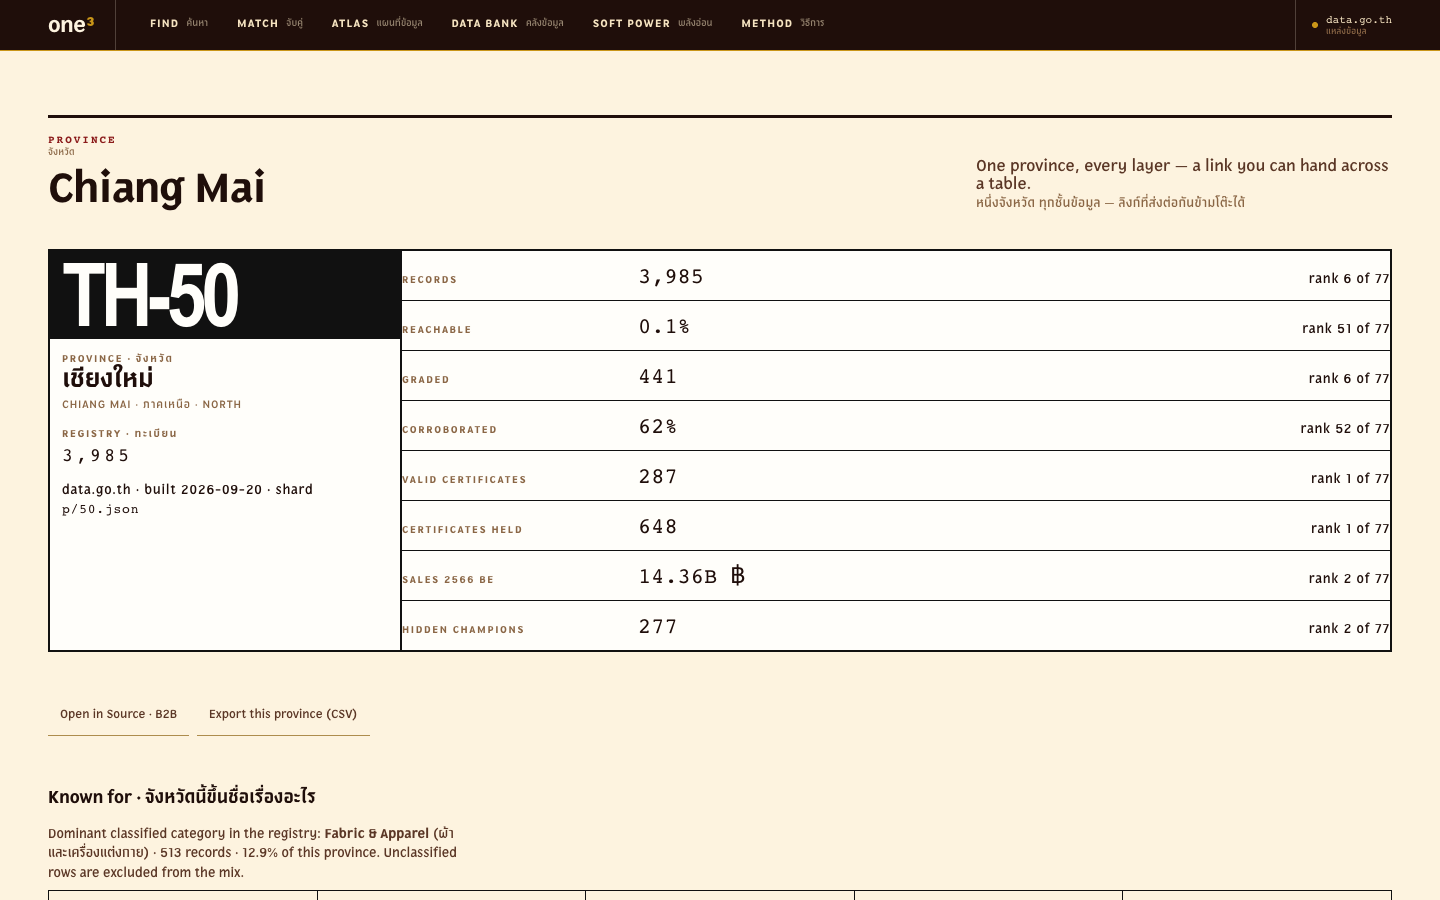 one³
FIND ค้นหา
MATCH จับคู่
ATLAS แผนที่ข้อมูล
DATA BANK คลังข้อมูล
SOFT POWER พลังอ่อน
METHOD วิธีการ
data.go.th
แหล่งข้อมูล
PROVINCE
จังหวัด
Chiang Mai
One province, every layer — a link you can hand across
a table.
หนึ่งจังหวัด ทุกชั้นข้อมูล — ลิงก์ที่ส่งต่อกันข้ามโต๊ะได้
TH-50
PROVINCE · จังหวัด
เชียงใหม่
CHIANG MAI · ภาคเหนือ · NORTH
REGISTRY · ทะเบียน
3,985
data.go.th · built 2026-09-20 · shard
p/50.json
RECORDS 3,985 rank 6 of 77
REACHABLE 0.1% rank 51 of 77
GRADED 441 rank 6 of 77
CORROBORATED 62% rank 52 of 77
VALID CERTIFICATES 287 rank 1 of 77
CERTIFICATES HELD 648 rank 1 of 77
SALES 2566 BE 14.36B ฿ rank 2 of 77
HIDDEN CHAMPIONS 277 rank 2 of 77
Open in Source · B2B
Export this province (CSV)
Known for · จังหวัดนี้ขึ้นชื่อเรื่องอะไร
Dominant classified category in the registry: Fabric & Apparel (ผ้า
และเครื่องแต่งกาย) · 513 records · 12.9% of this province. Unclassified
rows are excluded from the mix.